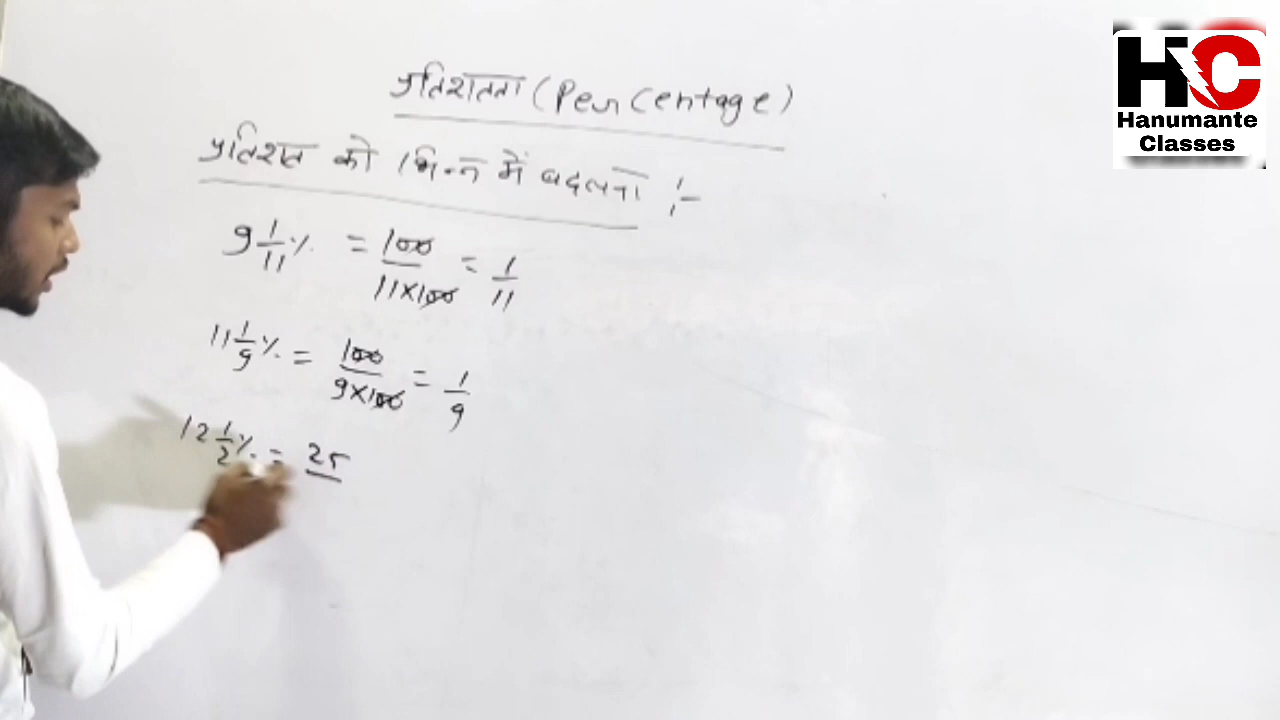 प्रतिशतता (Percentage)
प्रतिशत को भिन्न में बदलना :-
9 1/11 % = 100/11×100 = 1/11
11 1/9 % = 100/9×100 = 1/9
12 1/2 % = 25
HC
Hanumante
Classes